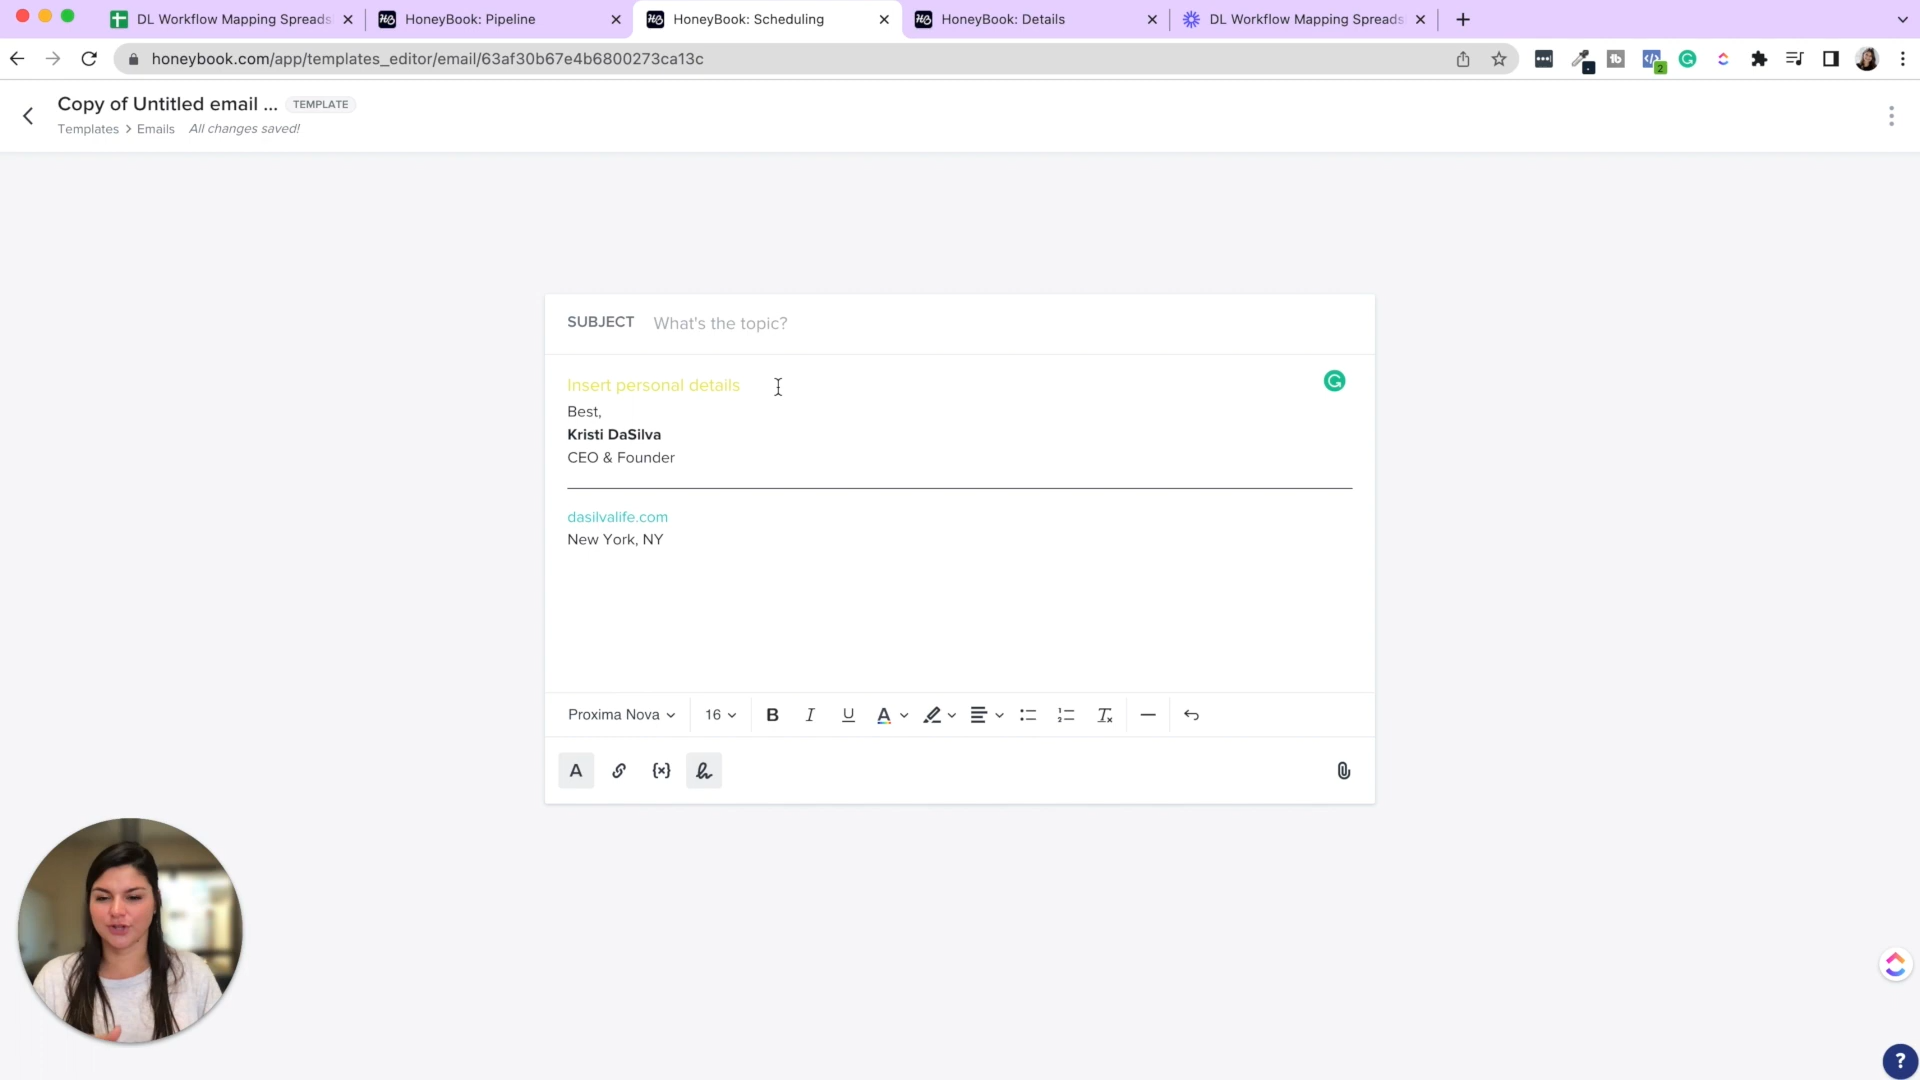 DL Workflow Mapping Spreads
HoneyBook: Pipeline
HoneyBook: Scheduling
HoneyBook: Details
DL Workflow Mapping Spreads
honeybook.com/app/templates_editor/email/63af30b67e4b6800273ca13c
Copy of Untitled email ...
TEMPLATE
Templates > Emails
All changes saved!
SUBJECT What's the topic?
Insert personal details
Best,
Kristi DaSilva
CEO & Founder
dasilvalife.com
New York, NY
Proxima Nova
16
B I U A
A {x}
?